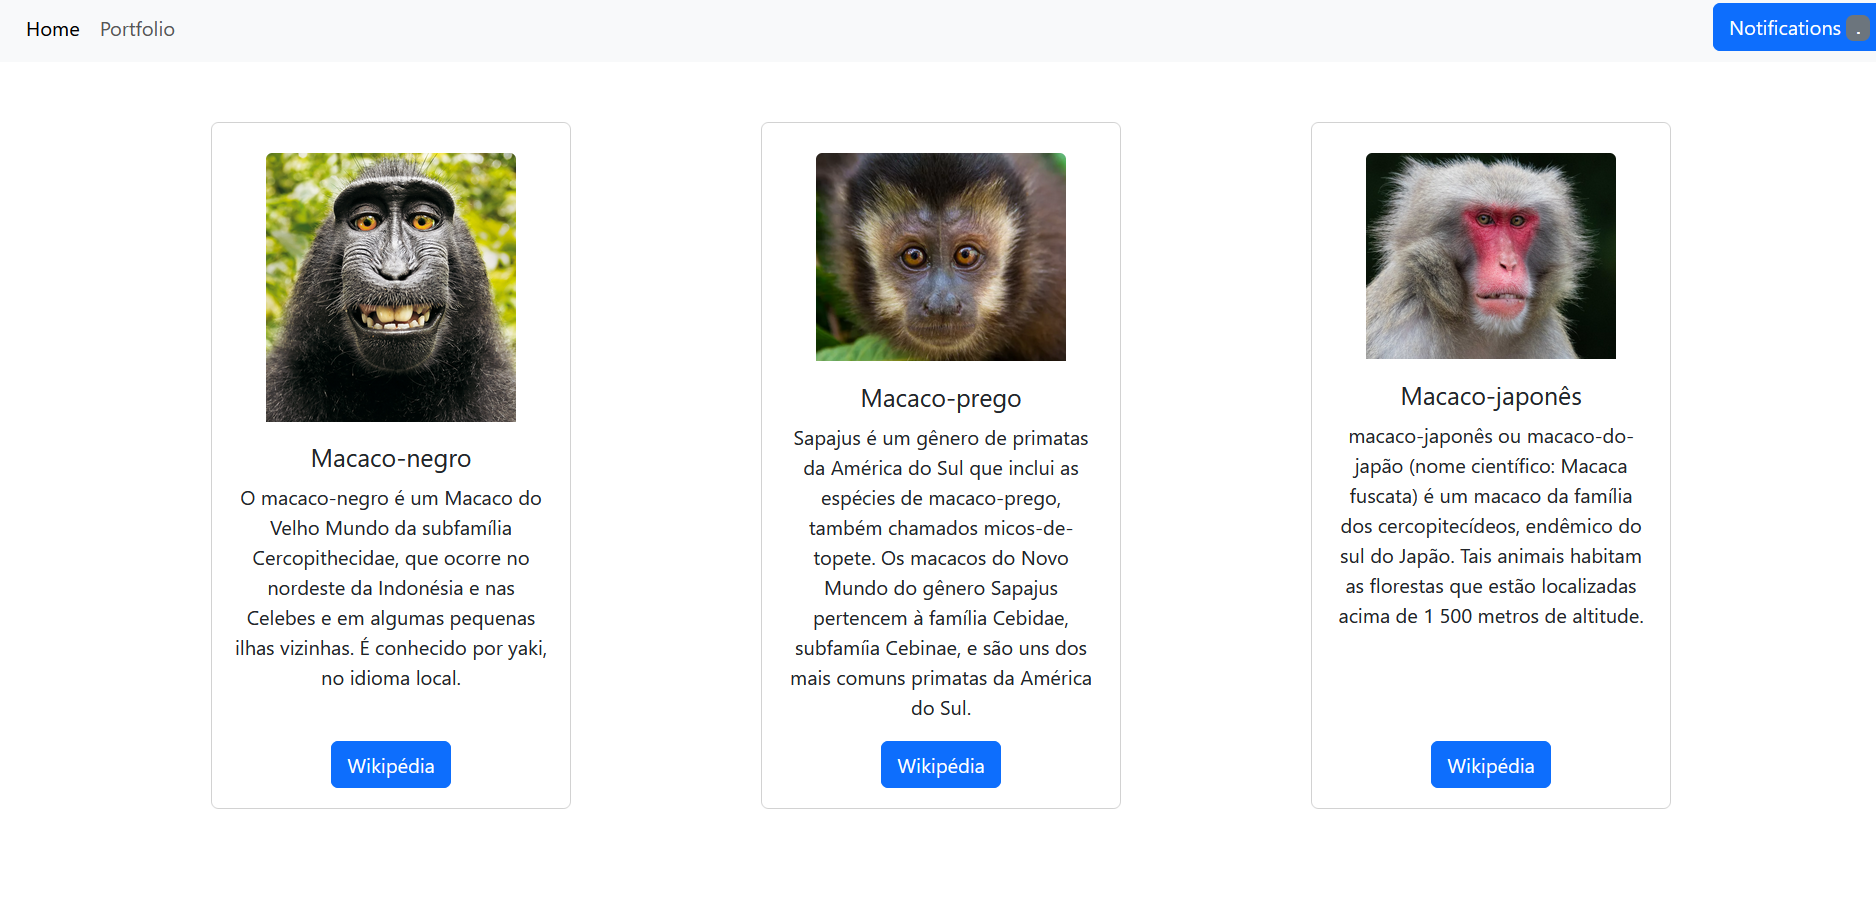 Home Portfolio Notifications .
Macaco-negro
O macaco-negro é um Macaco do
Velho Mundo da subfamília
Cercopithecidae, que ocorre no
nordeste da Indonésia e nas
Celebes e em algumas pequenas
ilhas vizinhas. É conhecido por yaki,
no idioma local.
Wikipédia
Macaco-prego
Sapajus é um gênero de primatas
da América do Sul que inclui as
espécies de macaco-prego,
também chamados micos-de-
topete. Os macacos do Novo
Mundo do gênero Sapajus
pertencem à família Cebidae,
subfamíia Cebinae, e são uns dos
mais comuns primatas da América
do Sul.
Wikipédia
Macaco-japonês
macaco-japonês ou macaco-do-
japão (nome científico: Macaca
fuscata) é um macaco da família
dos cercopitecídeos, endêmico do
sul do Japão. Tais animais habitam
as florestas que estão localizadas
acima de 1 500 metros de altitude.
Wikipédia